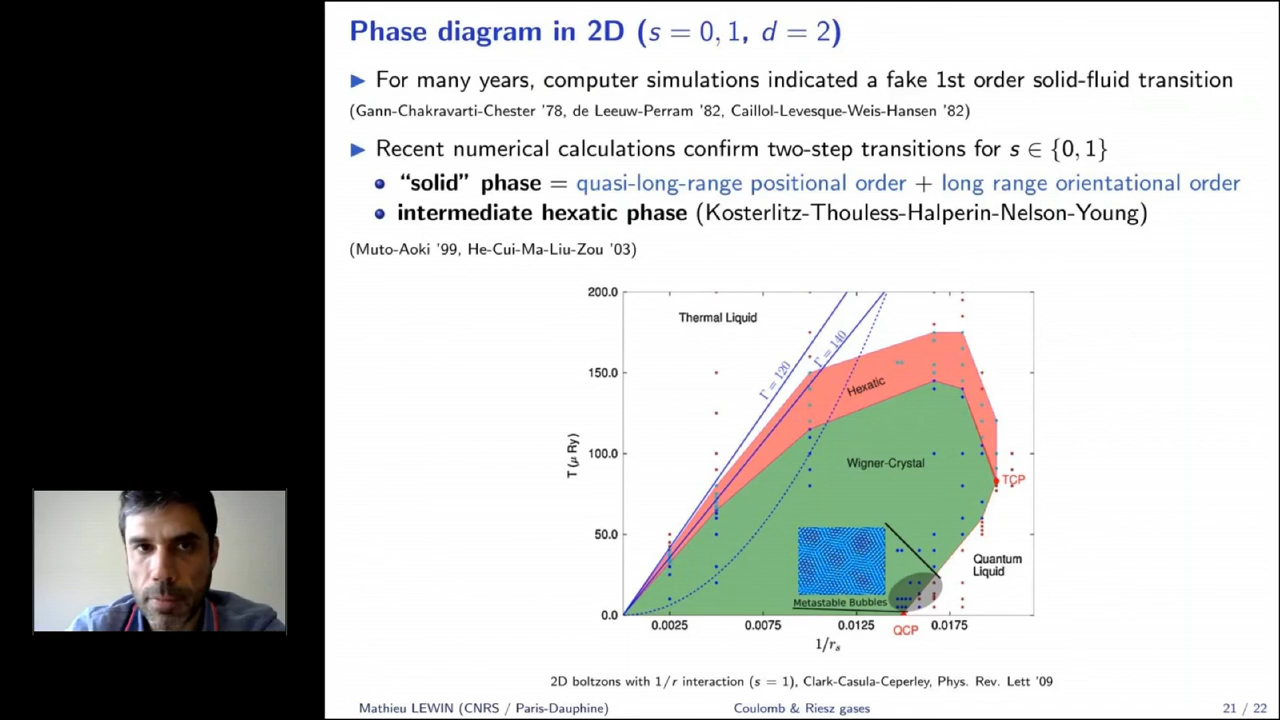 Phase diagram in 2D (s = 0, 1, d = 2)
▶ For many years, computer simulations indicated a fake 1st order solid-fluid transition
(Gann-Chakravarti-Chester '78, de Leeuw-Perram '82, Caillol-Levesque-Weis-Hansen '82)
▶ Recent numerical calculations confirm two-step transitions for s ∈ {0, 1}
• “solid” phase = quasi-long-range positional order + long range orientational order
• intermediate hexatic phase (Kosterlitz-Thouless-Halperin-Nelson-Young)
(Muto-Aoki '99, He-Cui-Ma-Liu-Zou '03)
200.0
150.0
100.0
50.0
0.0
T (μ Ry)
Thermal Liquid
Γ = 120
Γ = 140
Hexatic
Wigner-Crystal
TCP
Quantum
Liquid
Metastable Bubbles
QCP
0.0025
0.0075
0.0125
0.0175
1/rₛ
2D boltzons with 1/r interaction (s = 1), Clark-Casula-Ceperley, Phys. Rev. Lett '09
Mathieu LEWIN (CNRS / Paris-Dauphine)
Coulomb & Riesz gases
21 / 22